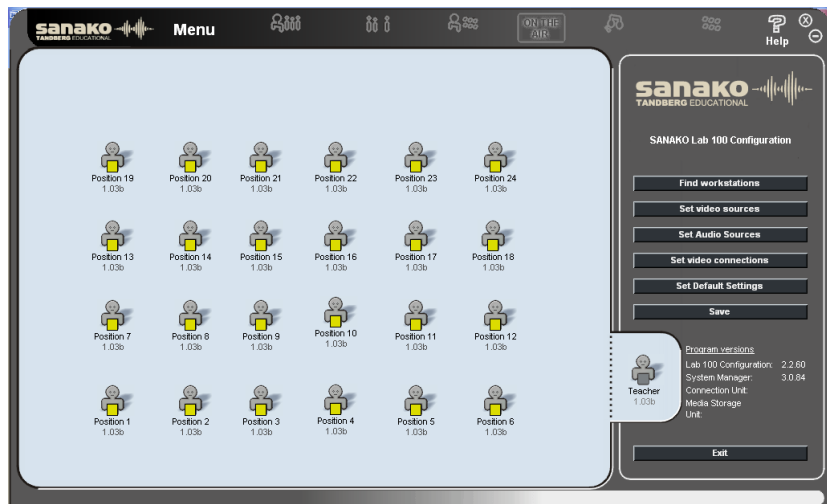 sanako
TANDBERG EDUCATIONAL
Menu
ON THE
AIR
Help
Position 19
1.03b
Position 20
1.03b
Position 21
1.03b
Position 22
1.03b
Position 23
1.03b
Position 24
1.03b
Position 13
1.03b
Position 14
1.03b
Position 15
1.03b
Position 16
1.03b
Position 17
1.03b
Position 18
1.03b
Position 7
1.03b
Position 8
1.03b
Position 9
1.03b
Position 10
1.03b
Position 11
1.03b
Position 12
1.03b
Position 1
1.03b
Position 2
1.03b
Position 3
1.03b
Position 4
1.03b
Position 5
1.03b
Position 6
1.03b
Teacher
1.03b
sanako
TANDBERG EDUCATIONAL
SANAKO Lab 100 Configuration
Find workstations
Set video sources
Set Audio Sources
Set video connections
Set Default Settings
Save
Program versions
Lab 100 Configuration: 2.2.60
System Manager: 3.0.84
Connection Unit:
Media Storage
Unit:
Exit